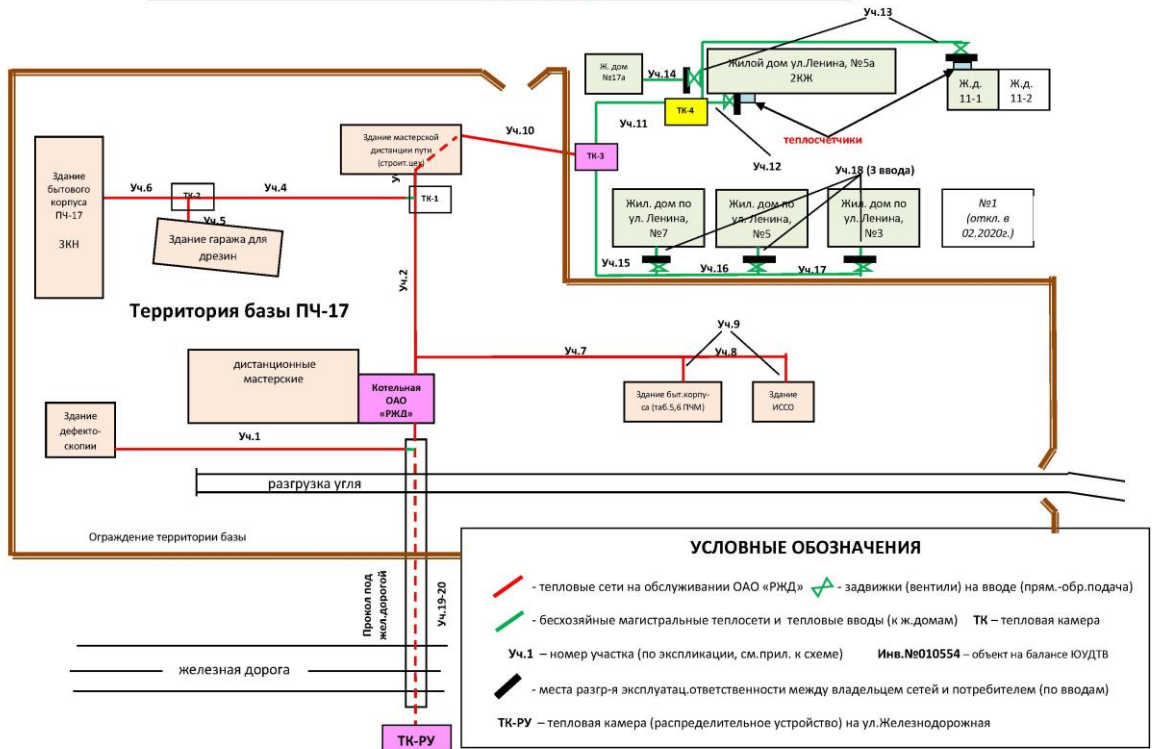 Уч.13
Ж. дом
№17а
Уч.14
Жилой дом ул.Ленина, №5а
2КЖ
Ж.д.
11-1
Ж.д.
11-2
ТК-4
Уч.10
Уч.11
Уч.12
теплосчетчики
Здание мастерской
дистанции пути
(строит.цех)
ТК-3
Уч.18 (3 ввода)
Здание
бытового
корпуса
ПЧ-17
3КН
Уч.6
ТК-2
Уч.4
ТК-1
Уч.5
Здание гаража для
дрезин
Жил. дом по
ул. Ленина,
№7
Жил. дом по
ул. Ленина,
№5
Жил. дом по
ул. Ленина,
№3
№1
(откл. в
02.2020г.)
Уч.2
Уч.15
Уч.16
Уч.17
Территория базы ПЧ-17
Уч.9
Уч.7
Уч.8
дистанционные
мастерские
Котельная
ОАО
«РЖД»
Здание быт.корпу-
са (таб.5,6 ПЧМ)
Здание
ИССО
Здание
дефекто-
скопии
Уч.1
разгрузка угля
Ограждение территории базы
Прокол под
жел.дорогой
Уч.19-20
железная дорога
ТК-РУ
УСЛОВНЫЕ ОБОЗНАЧЕНИЯ
- тепловые сети на обслуживании ОАО «РЖД» - задвижки (вентили) на вводе (прям.-обр.подача)
- бесхозяйные магистральные теплосети и тепловые вводы (к ж.домам) ТК – тепловая камера
Уч.1 – номер участка (по экспликации, см.прил. к схеме) Инв.№010554 – объект на балансе ЮУДТВ
- места разгр-я эксплуатац.ответственности между владельцем сетей и потребителем (по вводам)
ТК-РУ – тепловая камера (распределительное устройство) на ул.Железнодорожная